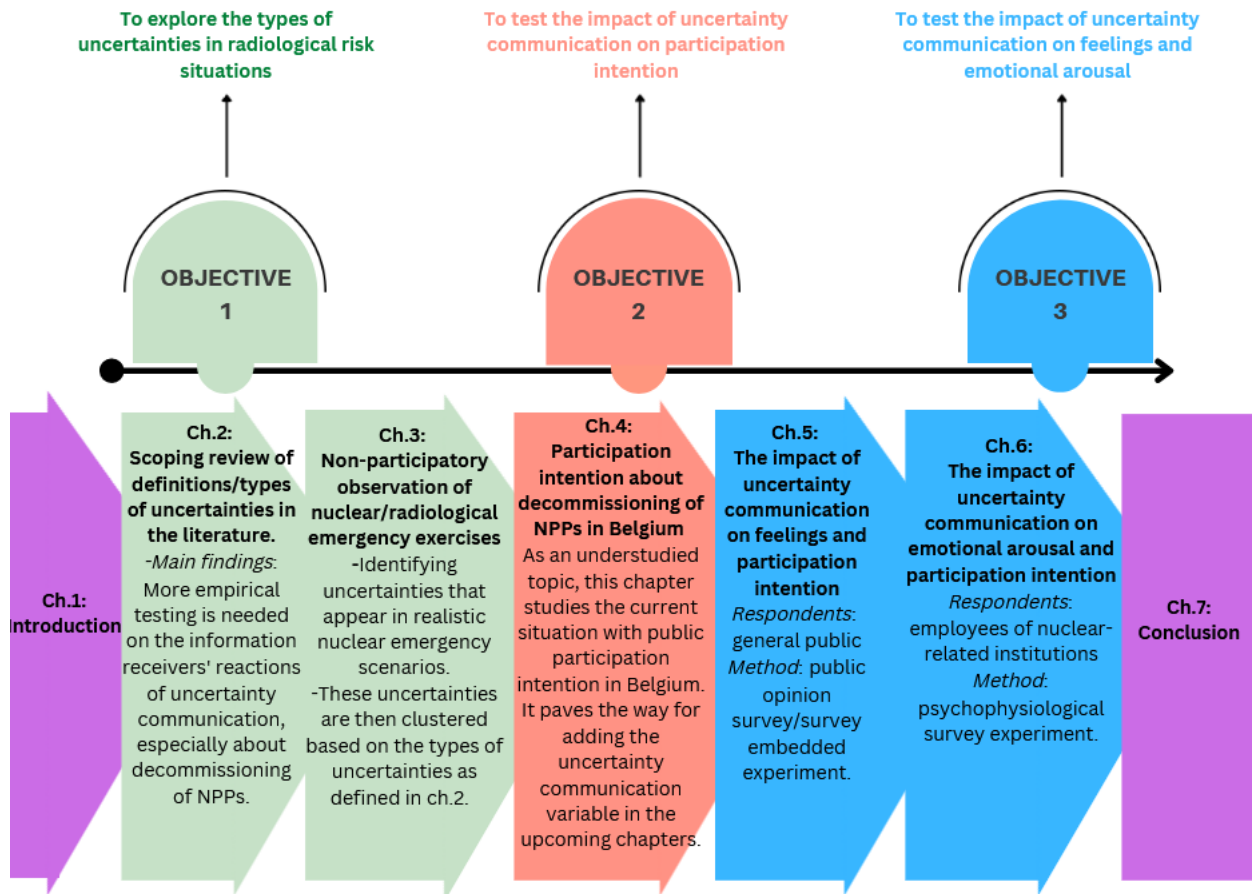 To explore the types of
uncertainties in radiological risk
situations
To test the impact of uncertainty
communication on participation
intention
To test the impact of uncertainty
communication on feelings and
emotional arousal
OBJECTIVE
1
OBJECTIVE
2
OBJECTIVE
3
Ch.1:
Introduction
Ch.2:
Scoping review of
definitions/types
of uncertainties in
the literature.
-Main findings:
More empirical
testing is needed
on the information
receivers' reactions
of uncertainty
communication,
especially about
decommissioning
of NPPs.
Ch.3:
Non-participatory
observation of
nuclear/radiological
emergency exercises
-Identifying
uncertainties that
appear in realistic
nuclear emergency
scenarios.
-These uncertainties
are then clustered
based on the types of
uncertainties as
defined in ch.2.
Ch.4:
Participation
intention about
decommissioning of
NPPs in Belgium
As an understudied
topic, this chapter
studies the current
situation with public
participation
intention in Belgium.
It paves the way for
adding the
uncertainty
communication
variable in the
upcoming chapters.
Ch.5:
The impact of
uncertainty
communication
on feelings and
participation
intention
Respondents:
general public
Method: public
opinion
survey/survey
embedded
experiment.
Ch.6:
The impact of
uncertainty
communication on
emotional arousal and
participation intention
Respondents:
employees of nuclear-
related institutions
Method:
psychophysiological
survey experiment.
Ch.7:
Conclusion